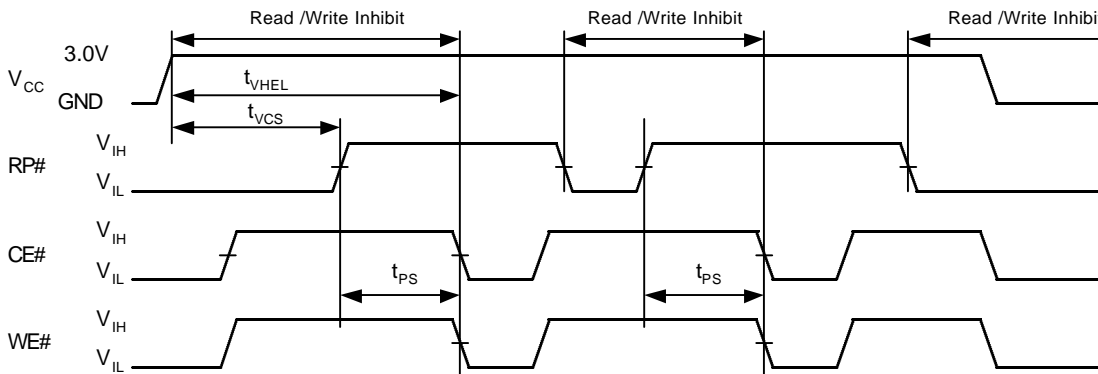 Read /Write Inhibit Read /Write Inhibit Read /Write Inhibit
3.0V
VCC
GND
tVHEL
tVCS
VIH
RP#
VIL
VIH
CE#
VIL
tPS tPS
VIH
WE#
VIL